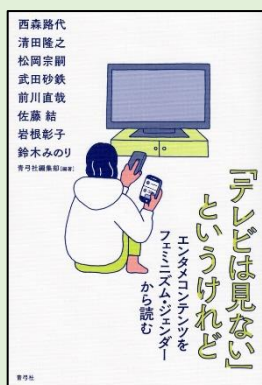 西森路代
清田隆之
松岡宗嗣
武田砂鉄
前川直哉
佐藤 結
岩根彰子
鈴木みのり
青弓社編集部[編著]
「テレビは見ない」
というけれど
エンタメコンテンツを
フェミニズム・ジェンダー
から読む
青弓社